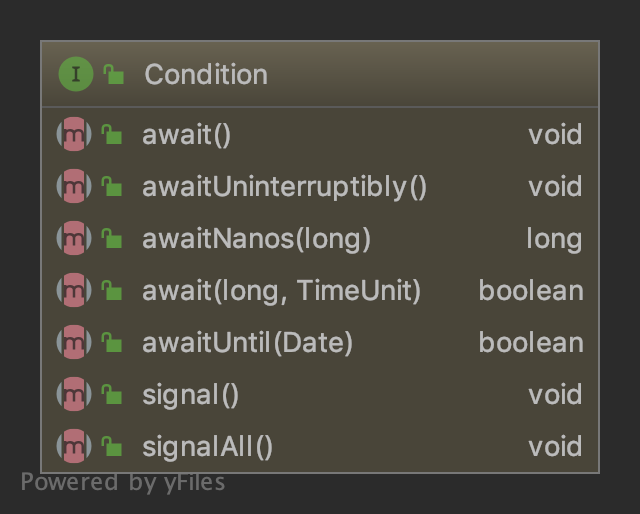 I Condition
m await() void
m awaitUninterruptibly() void
m awaitNanos(long) long
m await(long, TimeUnit) boolean
m awaitUntil(Date) boolean
m signal() void
m signalAll() void
Powered by yFiles